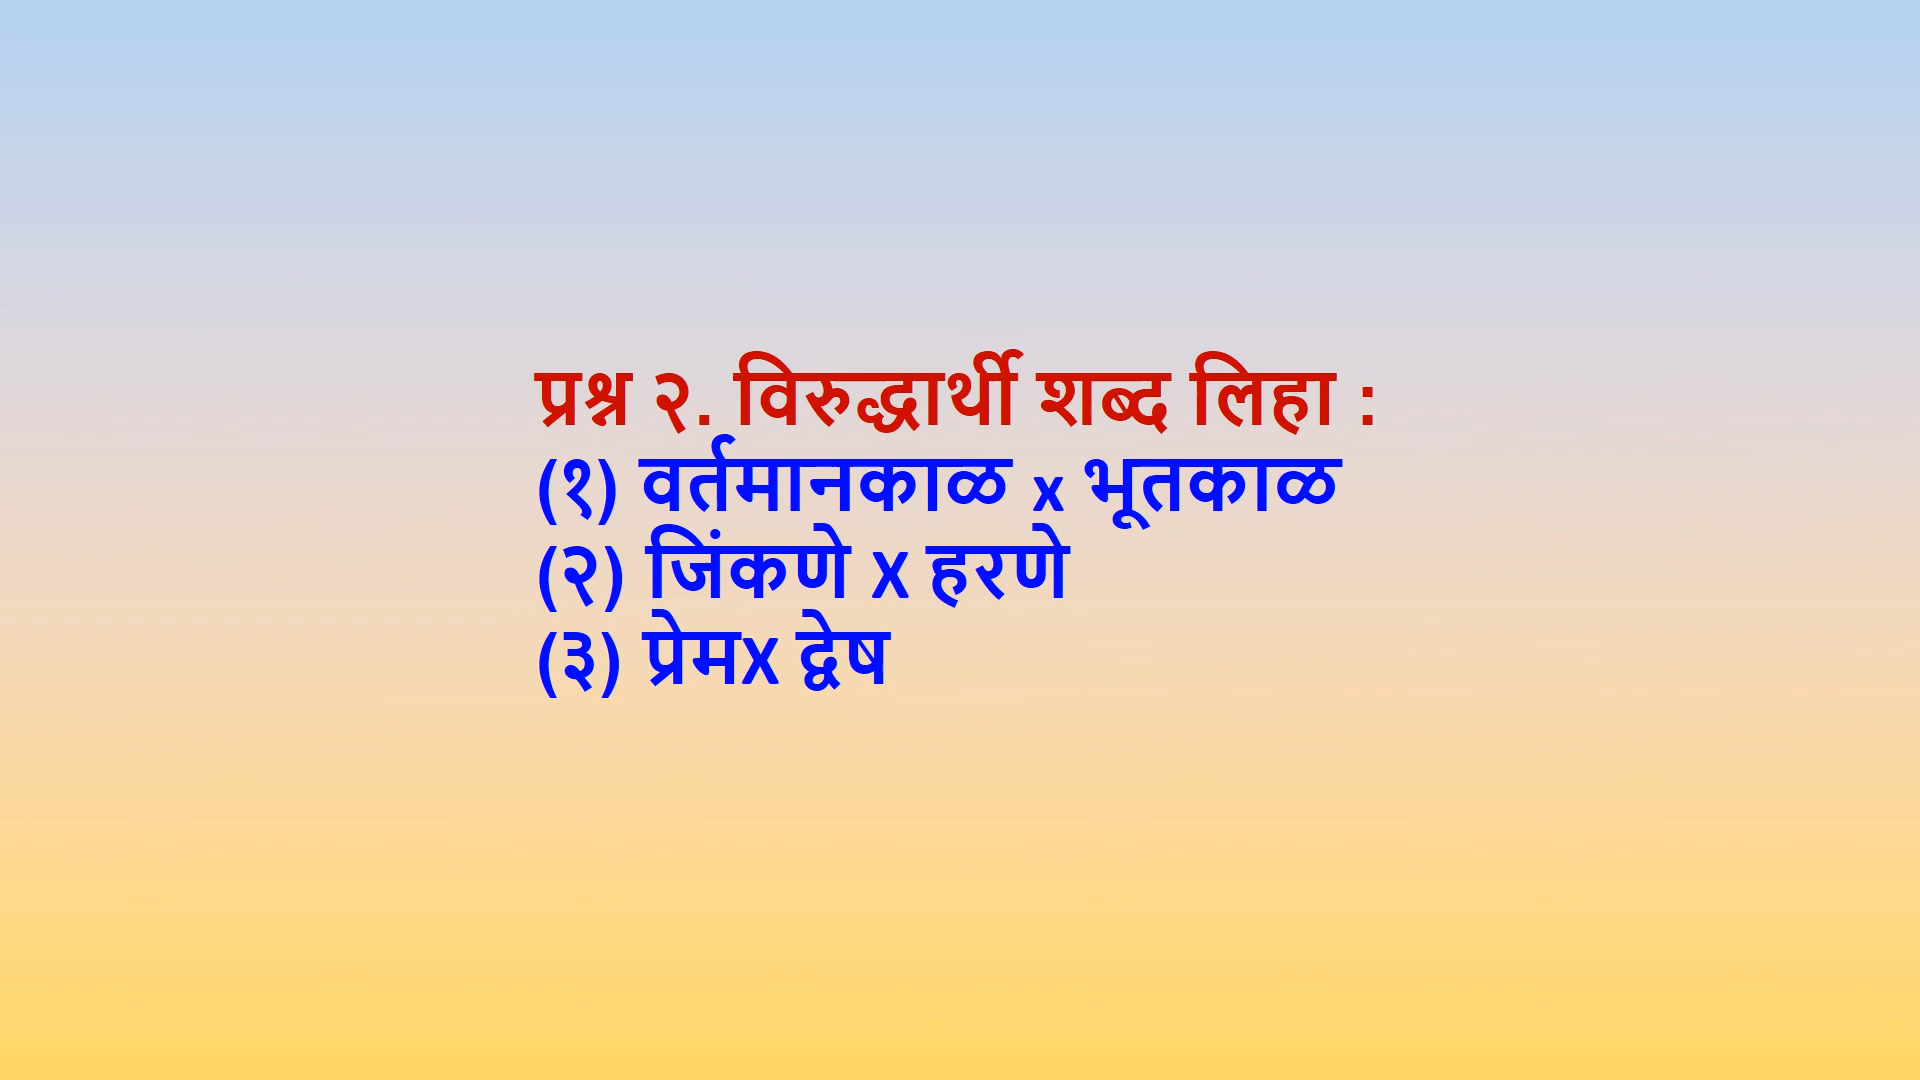 प्रश्न २. विरुद्धार्थी शब्द लिहा :
(१) वर्तमानकाळ x भूतकाळ
(२) जिंकणे X हरणे
(३) प्रेमX द्वेष